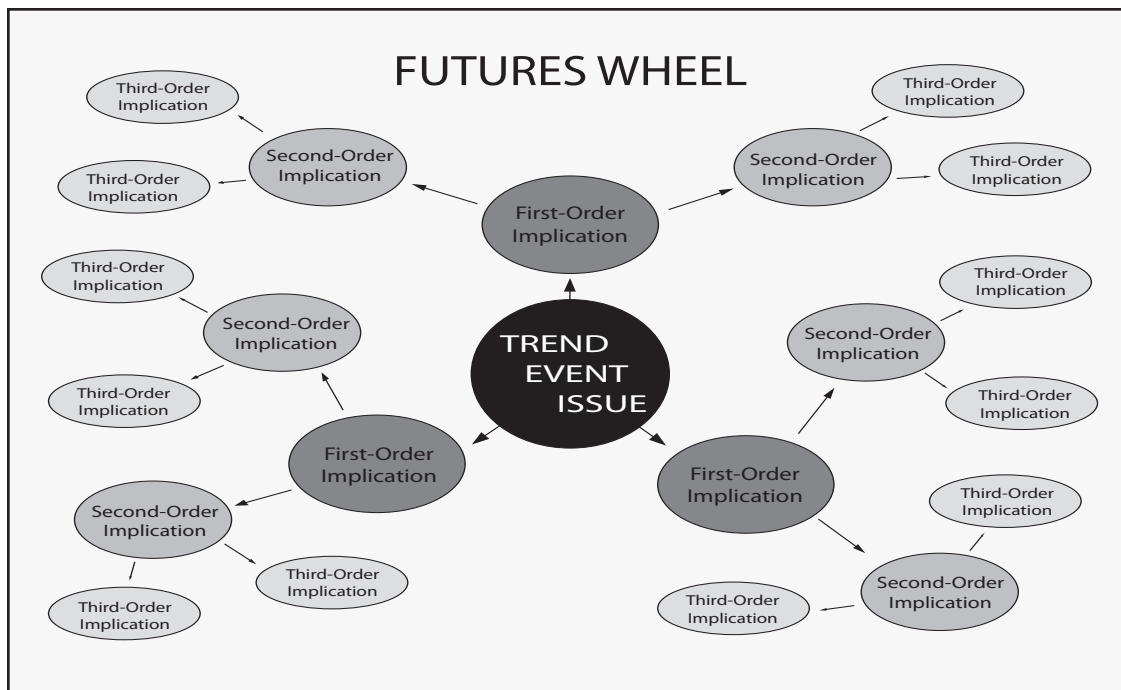 FUTURES WHEEL
Third-Order
Implication
Third-Order
Implication
Second-Order
Implication
Second-Order
Implication
Third-Order
Implication
Third-Order
Implication
First-Order
Implication
Third-Order
Implication
Third-Order
Implication
Second-Order
Implication
Second-Order
Implication
TREND
EVENT
ISSUE
Third-Order
Implication
Third-Order
Implication
First-Order
Implication
First-Order
Implication
Second-Order
Implication
Third-Order
Implication
Third-Order
Implication
Second-Order
Implication
Third-Order
Implication
Third-Order
Implication